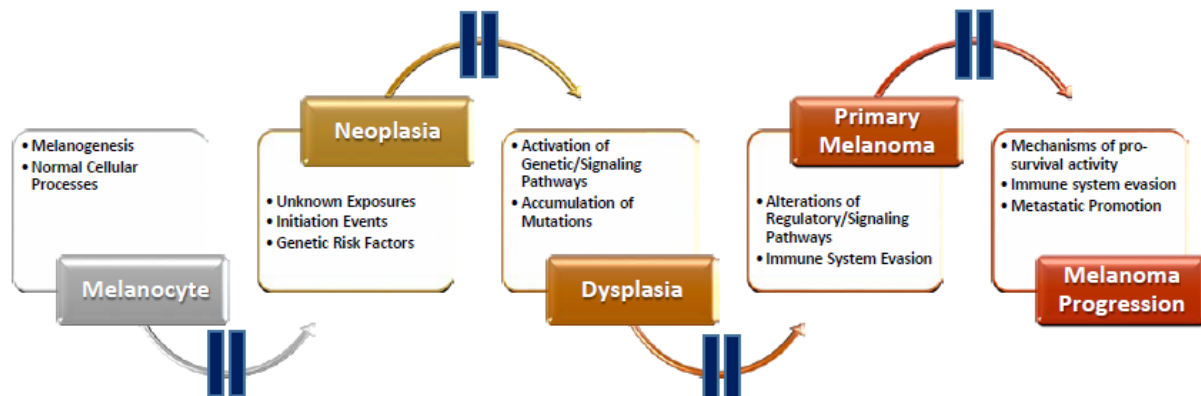 • Melanogenesis
• Normal Cellular
Processes
Melanocyte
Neoplasia
• Unknown Exposures
• Initiation Events
• Genetic Risk Factors
• Activation of
Genetic/Signaling
Pathways
• Accumulation of
Mutations
Dysplasia
Primary
Melanoma
• Alterations of
Regulatory/Signaling
Pathways
• Immune System Evasion
• Mechanisms of pro-
survival activity
• Immune system evasion
• Metastatic Promotion
Melanoma
Progression